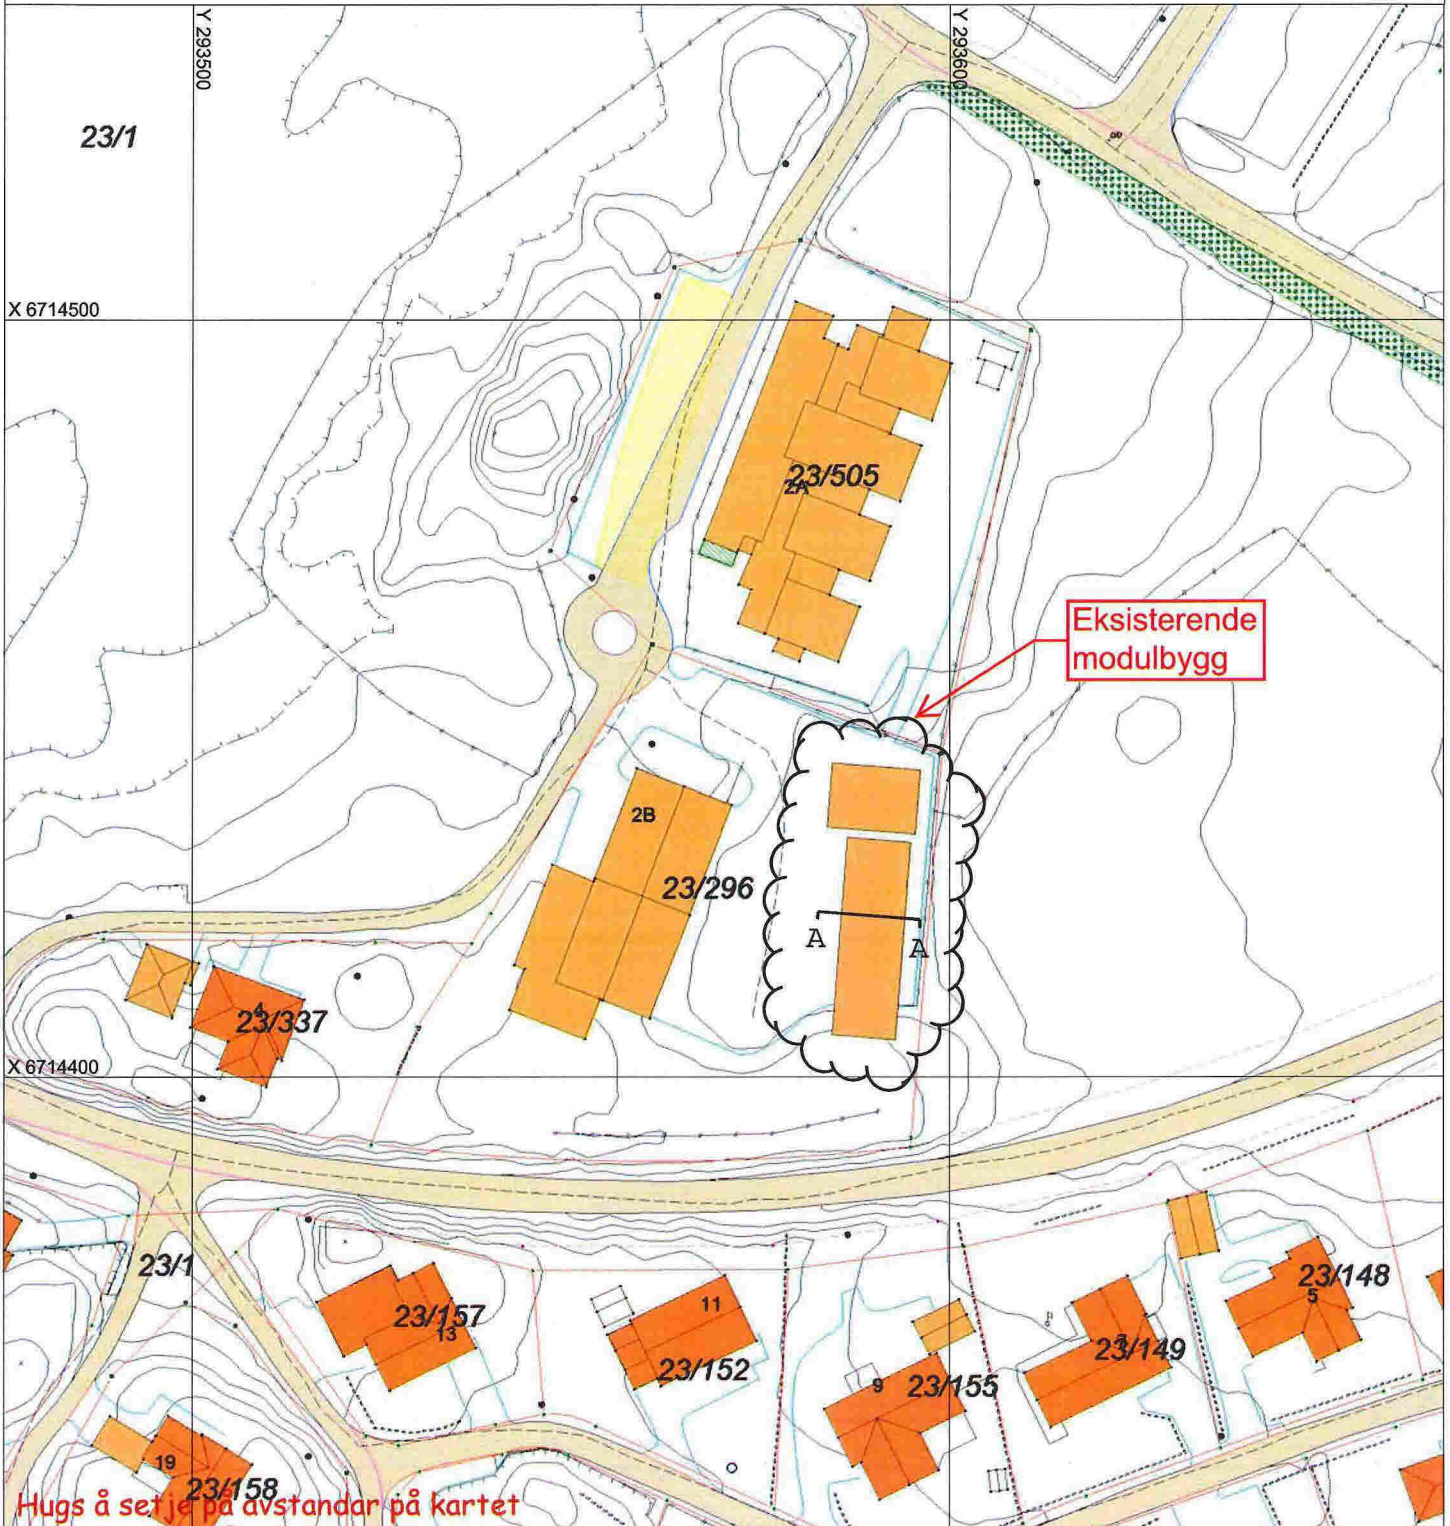 Y 293500
Y 293600
23/1
X 6714500
23/505
2A
Eksisterende
modulbygg
2B
23/296
A A
4
23/337
X 6714400
23/1
23/148
5
11
23/157
13
23/149
23/152
9
23/155
19
23/158
Hugs å setje på avstandar på kartet